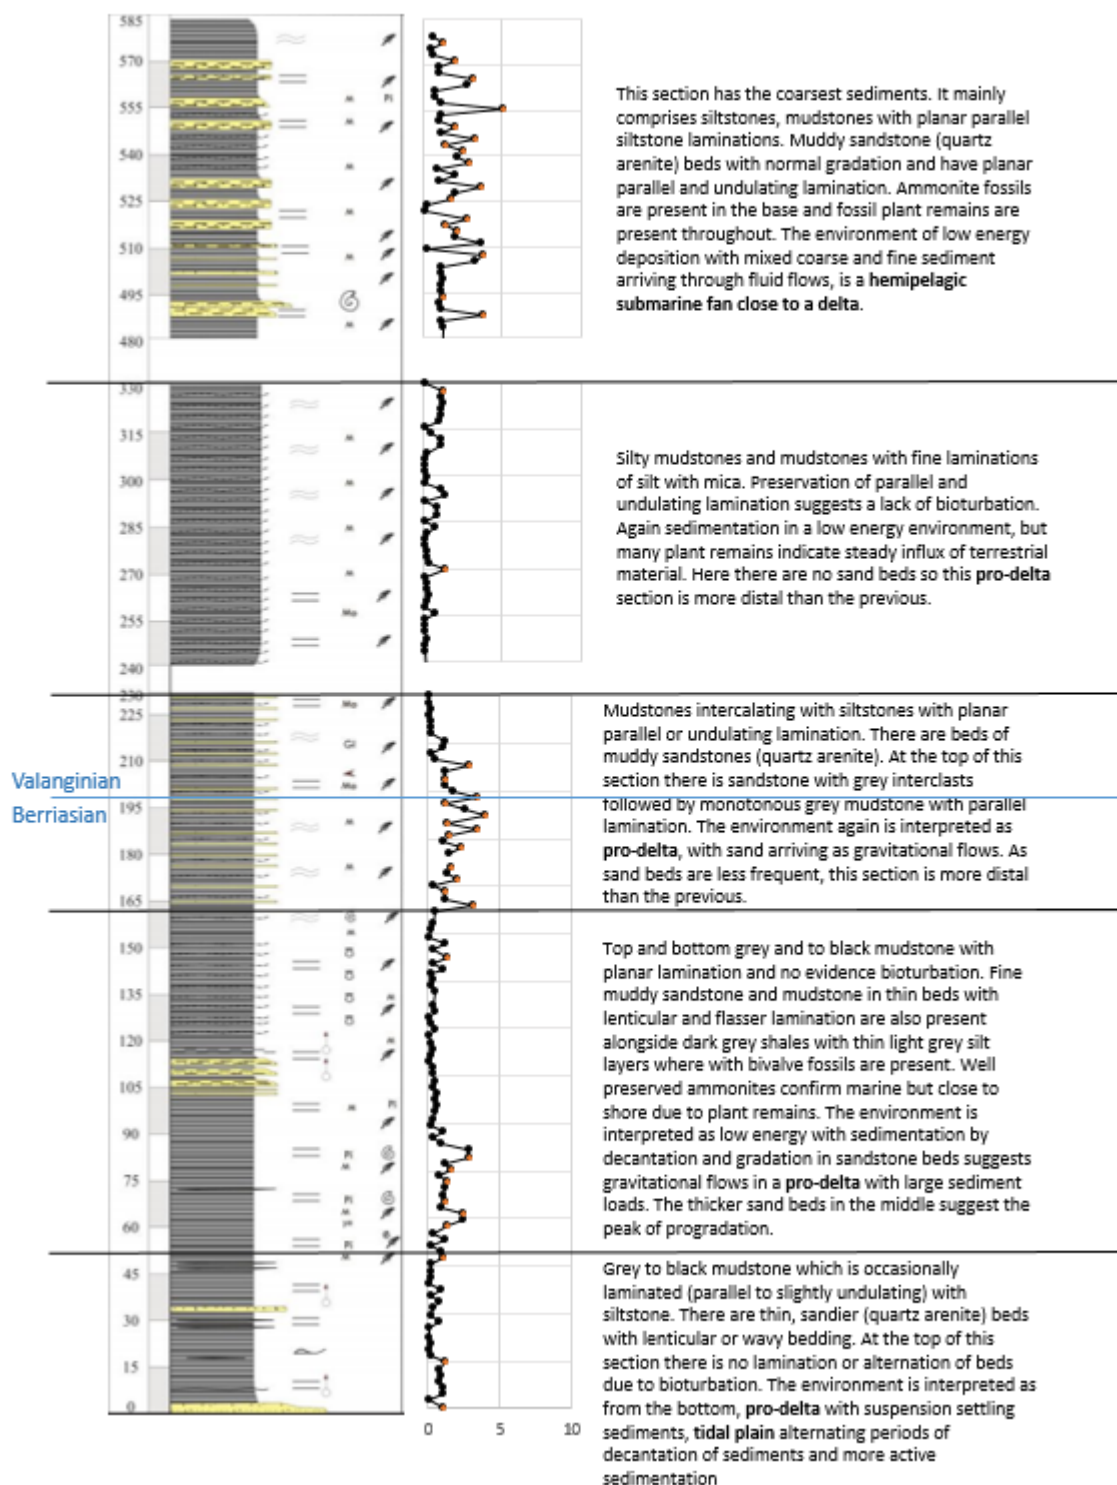 585
570
555
540
525
510
495
480
M
Pl
M
M
M
M
M
M
This section has the coarsest sediments. It mainly
comprises siltstones, mudstones with planar parallel
siltstone laminations. Muddy sandstone (quartz
arenite) beds with normal gradation and have planar
parallel and undulating lamination. Ammonite fossils
are present in the base and fossil plant remains are
present throughout. The environment of low energy
deposition with mixed coarse and fine sediment
arriving through fluid flows, is a hemipelagic
submarine fan close to a delta.
330
315
300
285
270
255
240
M
M
M
M
M
Mo
Silty mudstones and mudstones with fine laminations
of silt with mica. Preservation of parallel and
undulating lamination suggests a lack of bioturbation.
Again sedimentation in a low energy environment, but
many plant remains indicate steady influx of terrestrial
material. Here there are no sand beds so this pro-delta
section is more distal than the previous.
230
225
210
195
180
165
Mo
Gl
Mo
M
M
Valanginian
Berriasian
Mudstones intercalating with siltstones with planar
parallel or undulating lamination. There are beds of
muddy sandstones (quartz arenite). At the top of this
section there is sandstone with grey interclasts
followed by monotonous grey mudstone with parallel
lamination. The environment again is interpreted as
pro-delta, with sand arriving as gravitational flows. As
sand beds are less frequent, this section is more distal
than the previous.
150
135
120
105
90
75
60
M
M
M
M
Pl
Pl
M
Pl
M
Pl
M
Top and bottom grey and to black mudstone with
planar lamination and no evidence bioturbation. Fine
muddy sandstone and mudstone in thin beds with
lenticular and flasser lamination are also present
alongside dark grey shales with thin light grey silt
layers where with bivalve fossils are present. Well
preserved ammonites confirm marine but close to
shore due to plant remains. The environment is
interpreted as low energy with sedimentation by
decantation and gradation in sandstone beds suggests
gravitational flows in a pro-delta with large sediment
loads. The thicker sand beds in the middle suggest the
peak of progradation.
45
30
15
0
0 5 10
Grey to black mudstone which is occasionally
laminated (parallel to slightly undulating) with
siltstone. There are thin, sandier (quartz arenite) beds
with lenticular or wavy bedding. At the top of this
section there is no lamination or alternation of beds
due to bioturbation. The environment is interpreted as
from the bottom, pro-delta with suspension settling
sediments, tidal plain alternating periods of
decantation of sediments and more active
sedimentation